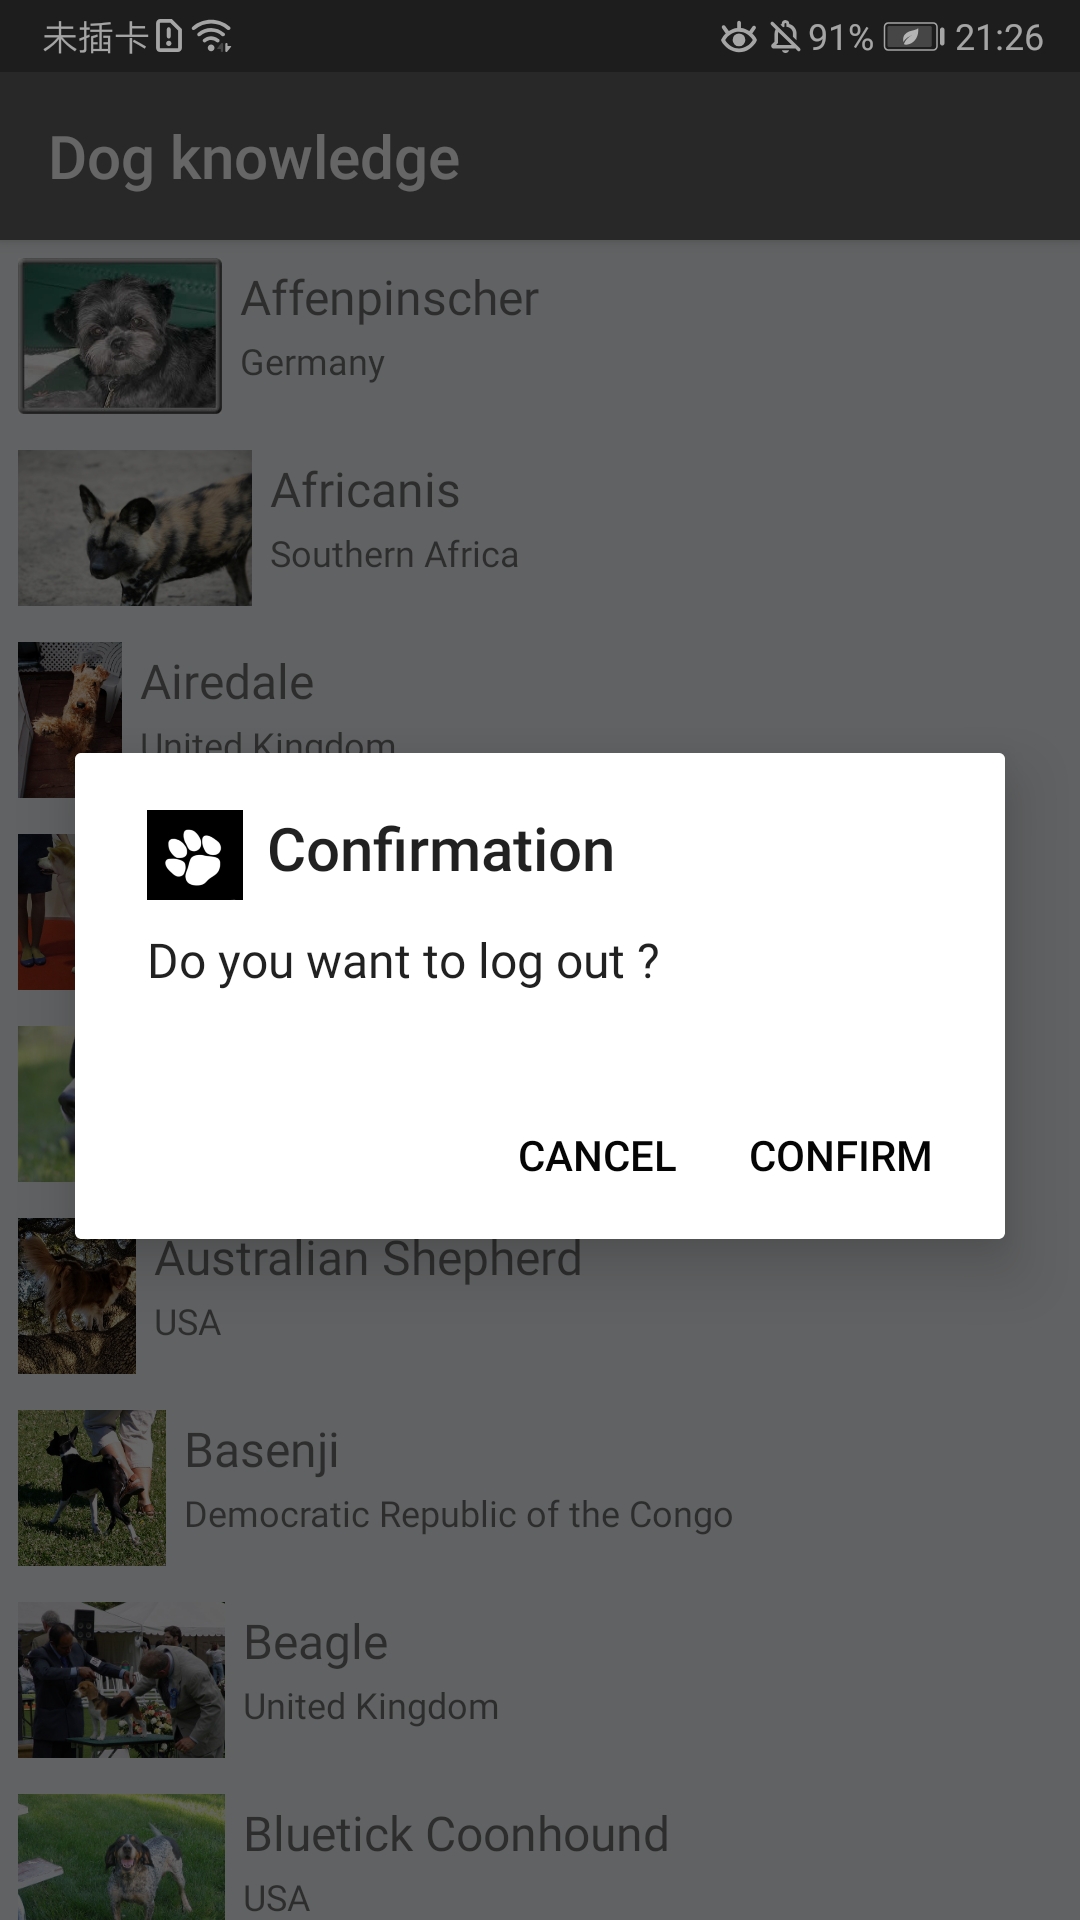 未插卡 91% 21:26
Dog knowledge
Affenpinscher
Germany
Africanis
Southern Africa
Airedale
United Kingdom
Confirmation
Do you want to log out ?
CANCEL CONFIRM
Australian Shepherd
USA
Basenji
Democratic Republic of the Congo
Beagle
United Kingdom
Bluetick Coonhound
USA